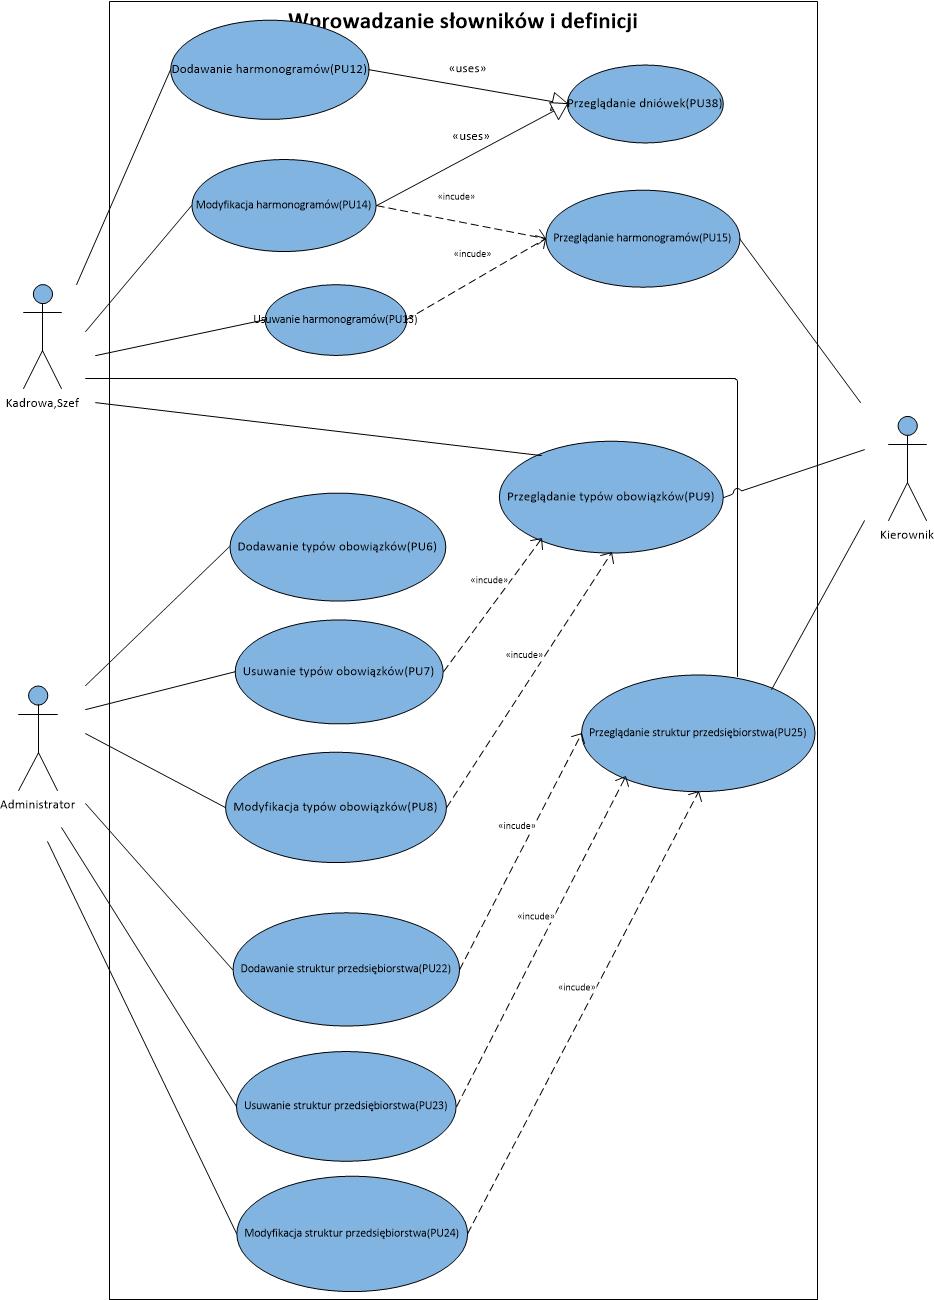 Wprowadzanie słowników i definicji
Dodawanie harmonogramów(PU12)
«uses»
Przeglądanie dniówek(PU38)
«uses»
Modyfikacja harmonogramów(PU14)
«incude»
Przeglądanie harmonogramów(PU15)
«incude»
Usuwanie harmonogramów(PU13)
Kadrowa,Szef
Przeglądanie typów obowiązków(PU9)
Kierownik
Dodawanie typów obowiązków(PU6)
«incude»
Usuwanie typów obowiązków(PU7)
«incude»
Przeglądanie struktur przedsiębiorstwa(PU25)
Administrator
Modyfikacja typów obowiązków(PU8)
«incude»
«incude»
Dodawanie struktur przedsiębiorstwa(PU22)
«incude»
Usuwanie struktur przedsiębiorstwa(PU23)
Modyfikacja struktur przedsiębiorstwa(PU24)